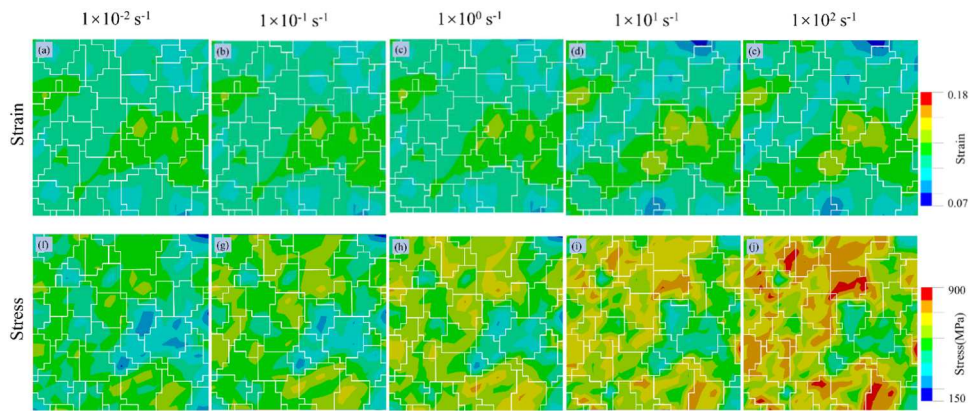 1×10⁻² s⁻¹
1×10⁻¹ s⁻¹
1×10⁰ s⁻¹
1×10¹ s⁻¹
1×10² s⁻¹
Strain
(a)
(b)
(c)
(d)
(e)
0.18
Strain
0.07
Stress
(f)
(g)
(h)
(i)
(j)
900
Stress(MPa)
150